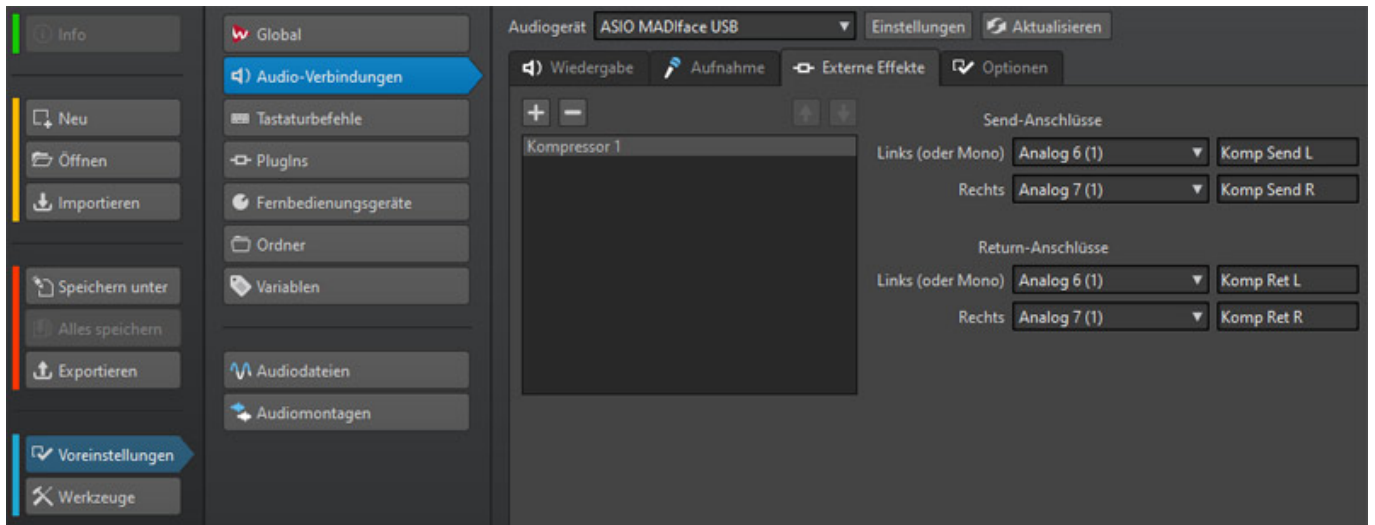 Info
Neu
Öffnen
Importieren
Speichern unter
Alles speichern
Exportieren
Voreinstellungen
Werkzeuge
Global
Audio-Verbindungen
Tastaturbefehle
PlugIns
Fernbedienungsgeräte
Ordner
Variablen
Audiodateien
Audiomontagen
Audiogerät ASIO MADIface USB Einstellungen Aktualisieren
Wiedergabe Aufnahme Externe Effekte Optionen
Kompressor 1
Send-Anschlüsse
Links (oder Mono) Analog 6 (1) Komp Send L
Rechts Analog 7 (1) Komp Send R
Return-Anschlüsse
Links (oder Mono) Analog 6 (1) Komp Ret L
Rechts Analog 7 (1) Komp Ret R